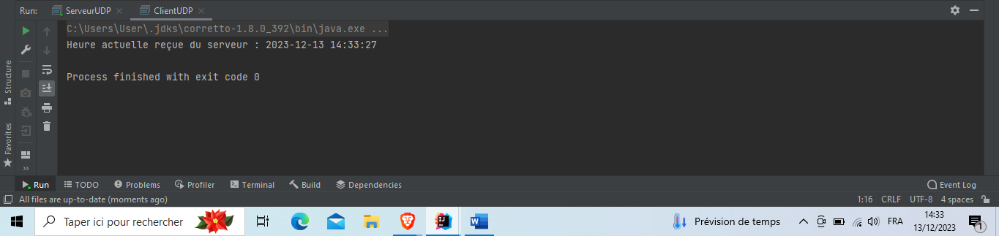 Run: ServeurUDP ClientUDP
C:\Users\User\.jdks\corretto-1.8.0_392\bin\java.exe ...
Heure actuelle reçue du serveur : 2023-12-13 14:33:27
Process finished with exit code 0
Structure
Favorites
Run TODO Problems Profiler Terminal Build Dependencies Event Log
All files are up-to-date (moments ago) 1:16 CRLF UTF-8 4 spaces
Taper ici pour rechercher IJ W Prévision de temps FRA 14:33
13/12/2023 1